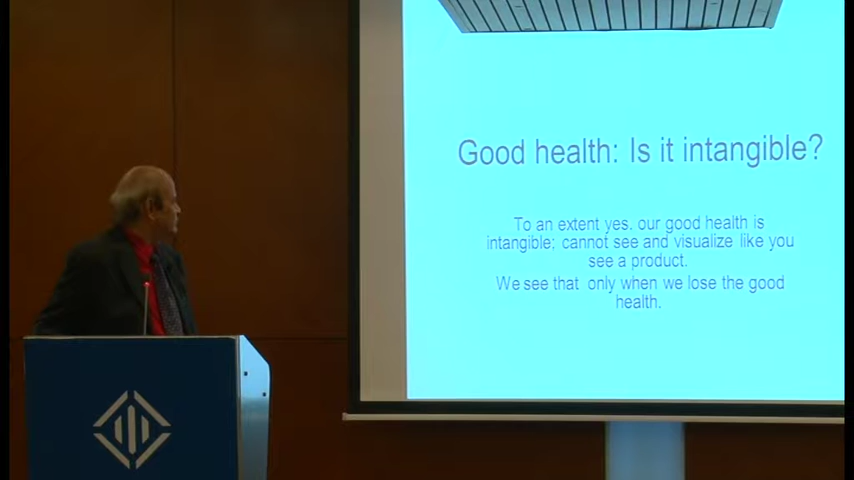 Good health: Is it intangible?
To an extent yes. our good health is
intangible; cannot see and visualize like you
see a product.
We see that only when we lose the good
health.